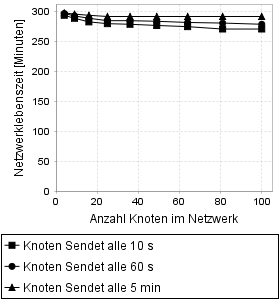 300
250
200
150
100
50
0
Netzwerklebenszeit [Minuten]
0 20 40 60 80 100
Anzahl Knoten im Netzwerk
Knoten Sendet alle 10 s
Knoten Sendet alle 60 s
Knoten Sendet alle 5 min